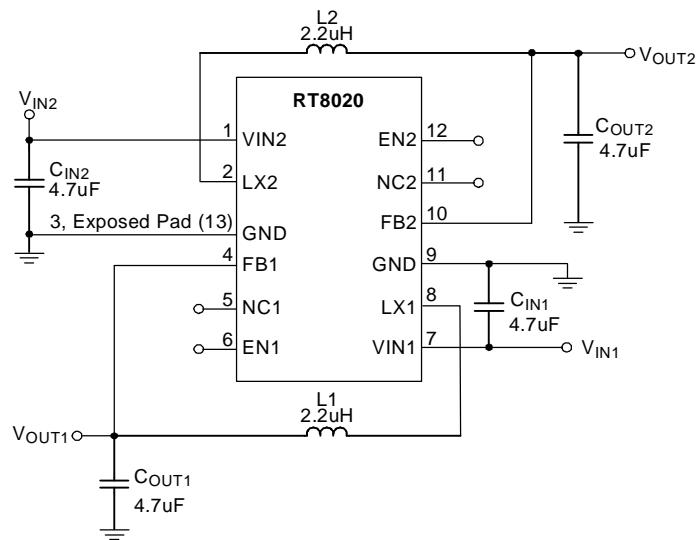 L2
2.2uH
VOUT2
RT8020
VIN2
1
VIN2
EN2
12
COUT2
4.7uF
CIN2
4.7uF
2
LX2
NC2
11
3, Exposed Pad (13)
GND
FB2
10
4
FB1
GND
9
5
NC1
LX1
8
CIN1
4.7uF
6
EN1
VIN1
7
VIN1
L1
2.2uH
VOUT1
COUT1
4.7uF